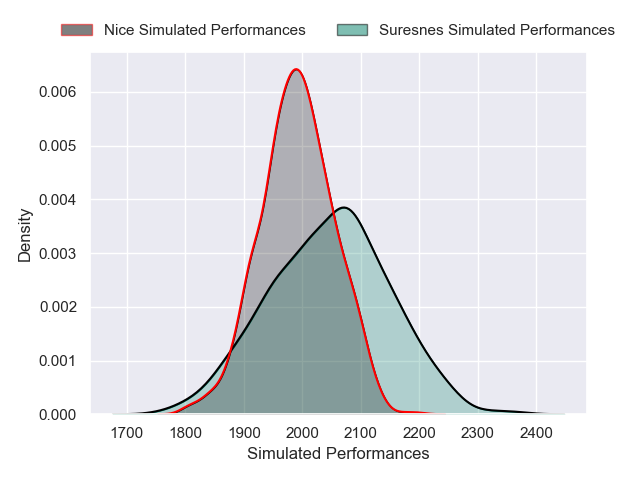 Nice Simulated Performances Suresnes Simulated Performances
0.006
0.005
0.004
0.003
0.002
0.001
0.000
Density
1700 1800 1900 2000 2100 2200 2300 2400
Simulated Performances